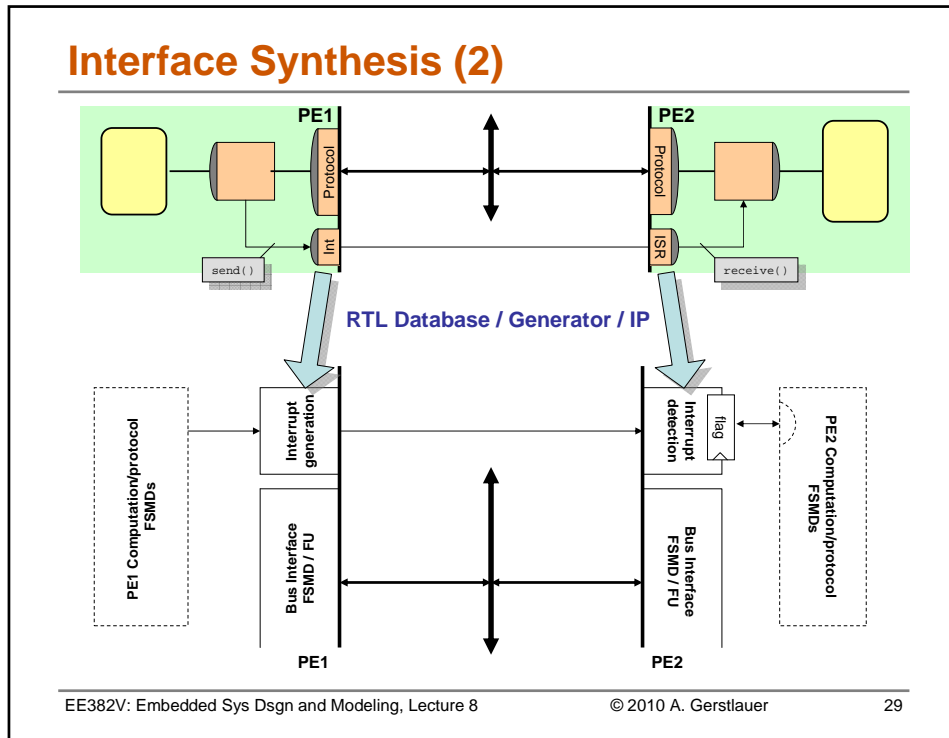 Interface Synthesis (2)
PE1
PE2
Protocol
Protocol
Int
ISR
send()
receive()
RTL Database / Generator / IP
PE1 Computation/protocol
FSMDs
Interrupt
generation
Interrupt
detection
flag
PE2 Computation/protocol
FSMDs
Bus Interface
FSMD / FU
Bus Interface
FSMD / FU
PE1
PE2
EE382V: Embedded Sys Dsgn and Modeling, Lecture 8
© 2010 A. Gerstlauer
29